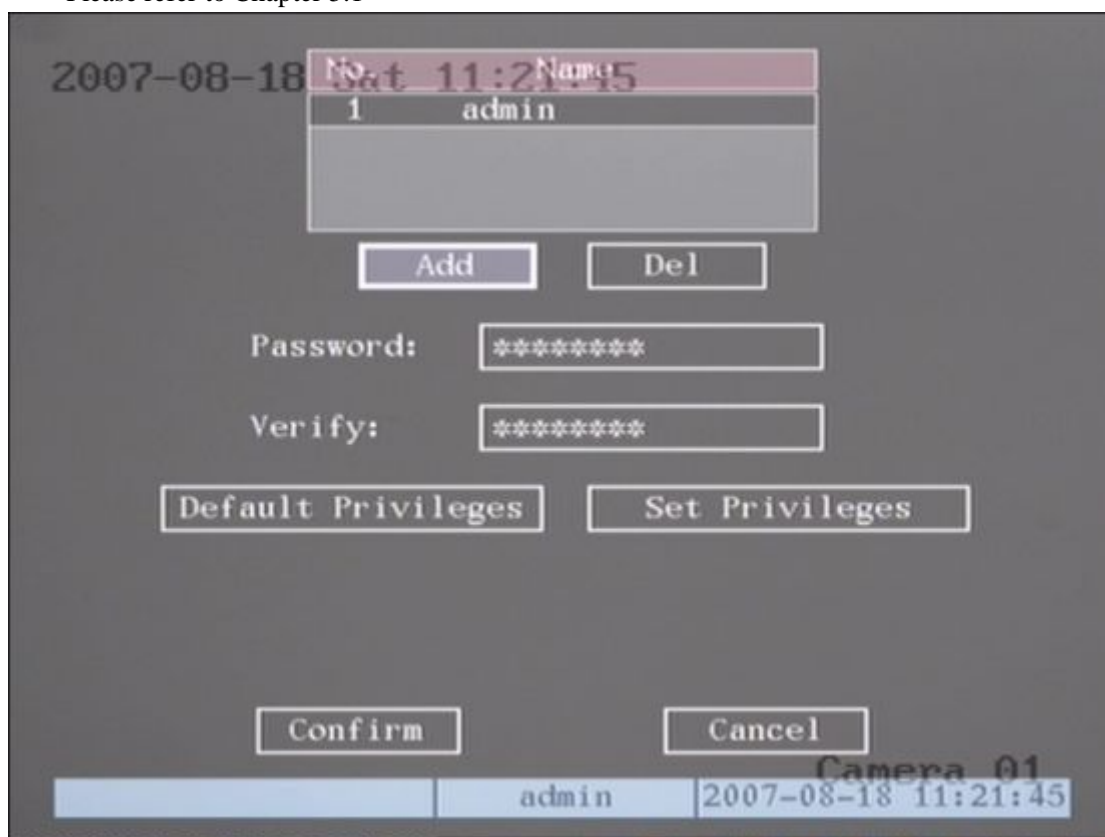 2007-08-18 Sat 11:21:45
No. Name
1 admin
Add Del
Password: ********
Verify: ********
Default Privileges Set Privileges
Confirm Cancel
Camera 01
admin 2007-08-18 11:21:45